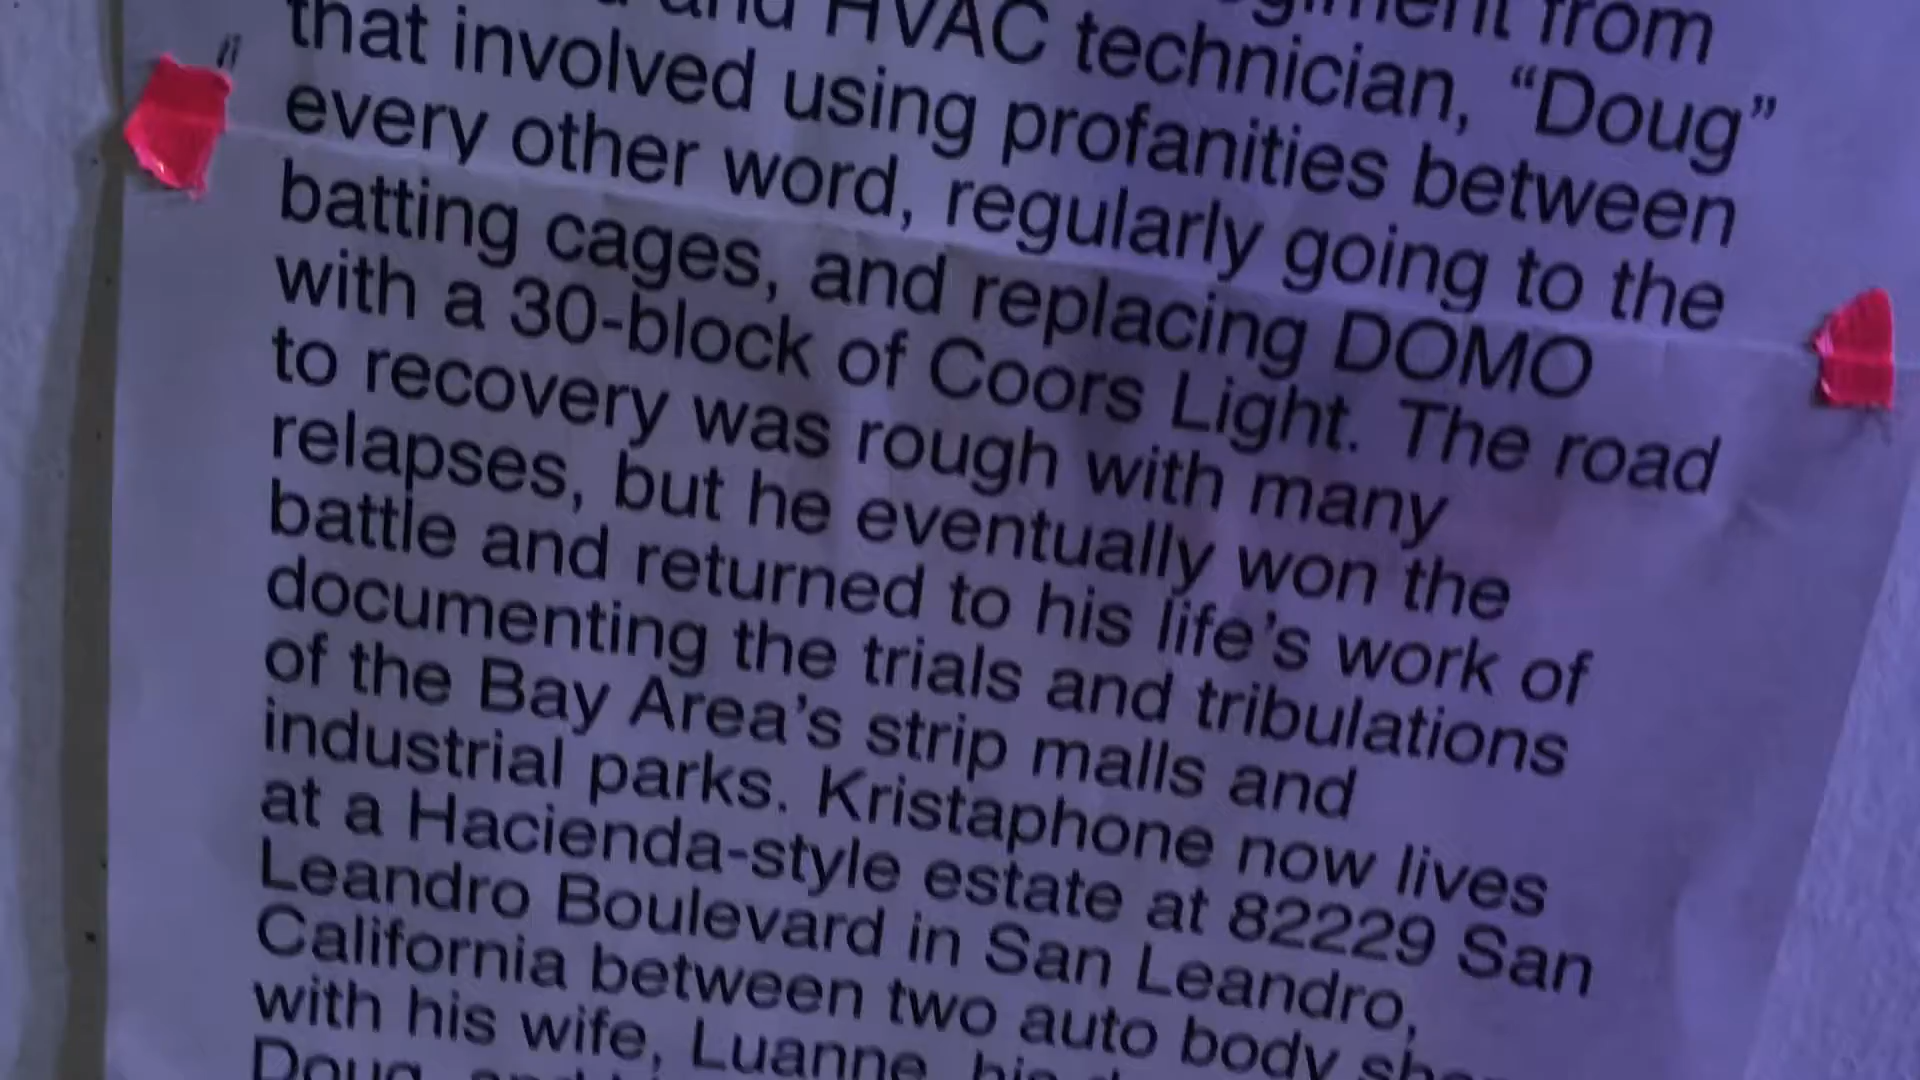 from
and HVAC technician, “Doug”
that involved using profanities between
every other word, regularly going to the
batting cages, and replacing DOMO
with a 30-block of Coors Light. The road
to recovery was rough with many
relapses, but he eventually won the
battle and returned to his life’s work of
documenting the trials and tribulations
of the Bay Area’s strip malls and
industrial parks. Kristaphone now lives
at a Hacienda-style estate at 82229 San
Leandro Boulevard in San Leandro,
California between two auto body
with his wife, Luanne, his
Doug, and